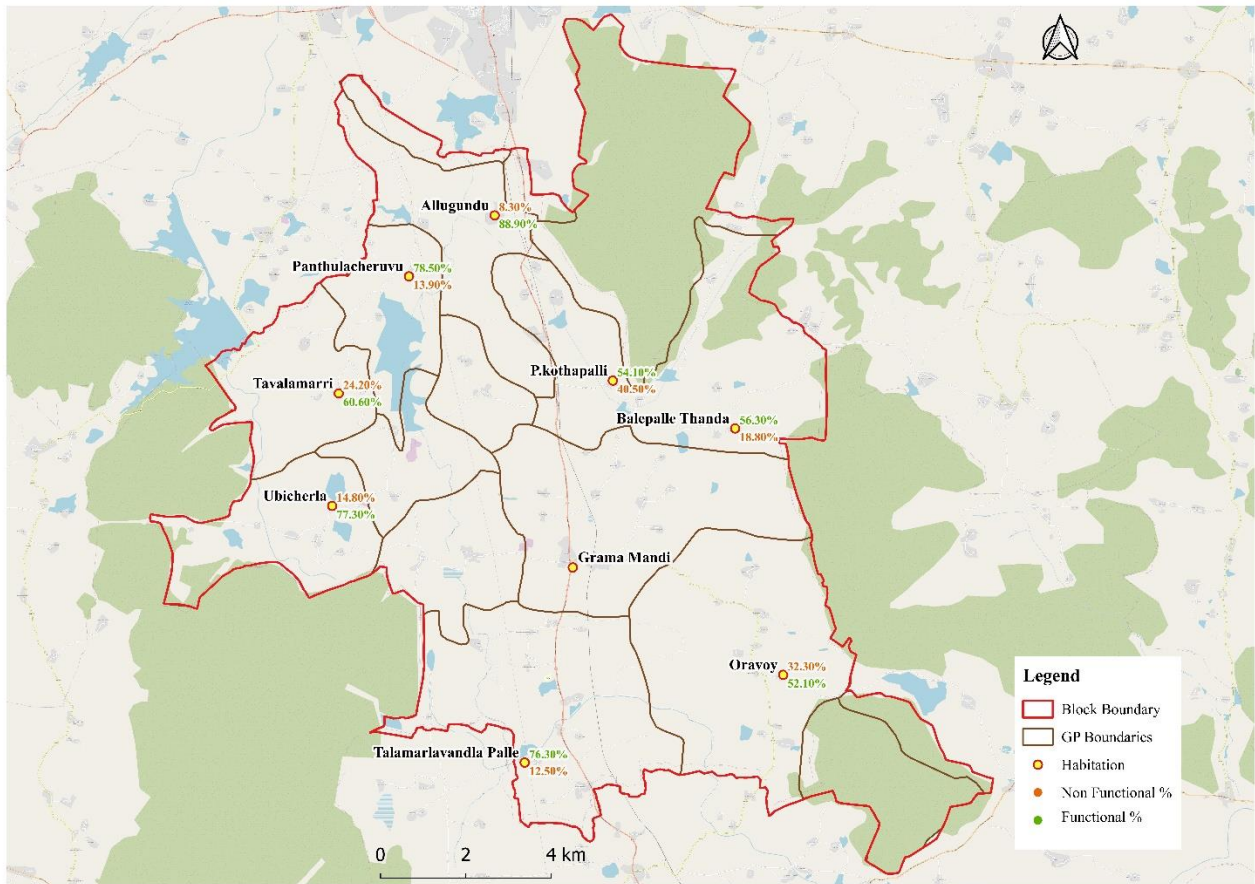 Allugundu
8.30%
88.90%
Panthulacheruvu
78.50%
13.90%
Tavalamarri
24.20%
60.60%
P.kothapalli
54.10%
40.50%
Balepalle Thanda
56.30%
18.80%
Ubicherla
14.80%
77.30%
Grama Mandi
Oravoy
32.30%
52.10%
Talamarlavandla Palle
76.30%
12.50%
Legend
Block Boundary
GP Boundaries
Habitation
Non Functional %
Functional %
0 2 4 km